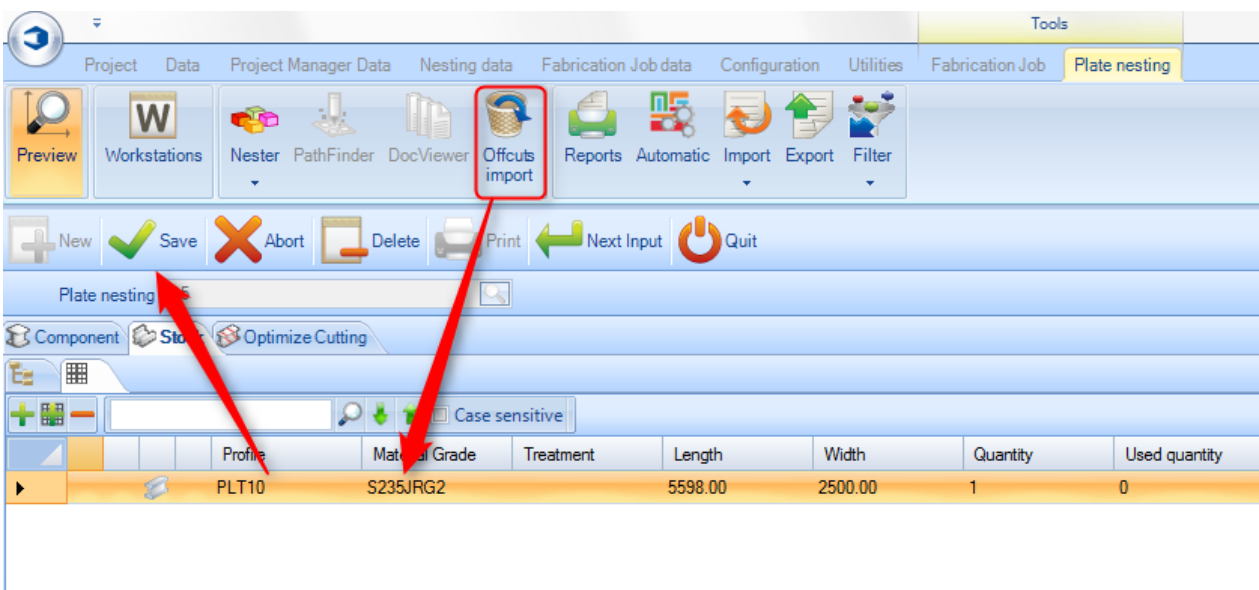 Tools
Project Data Project Manager Data Nesting data Fabrication Job data Configuration Utilities Fabrication Job Plate nesting
W
Preview Workstations Nester PathFinder DocViewer Offcuts import Reports Automatic Import Export Filter
New Save Abort Delete Print Next Input Quit
Plate nesting
Component Optimize Cutting
Case sensitive
Profile Material Grade Treatment Length Width Quantity Used quantity
PLT10 S235JRG2 5598.00 2500.00 1 0